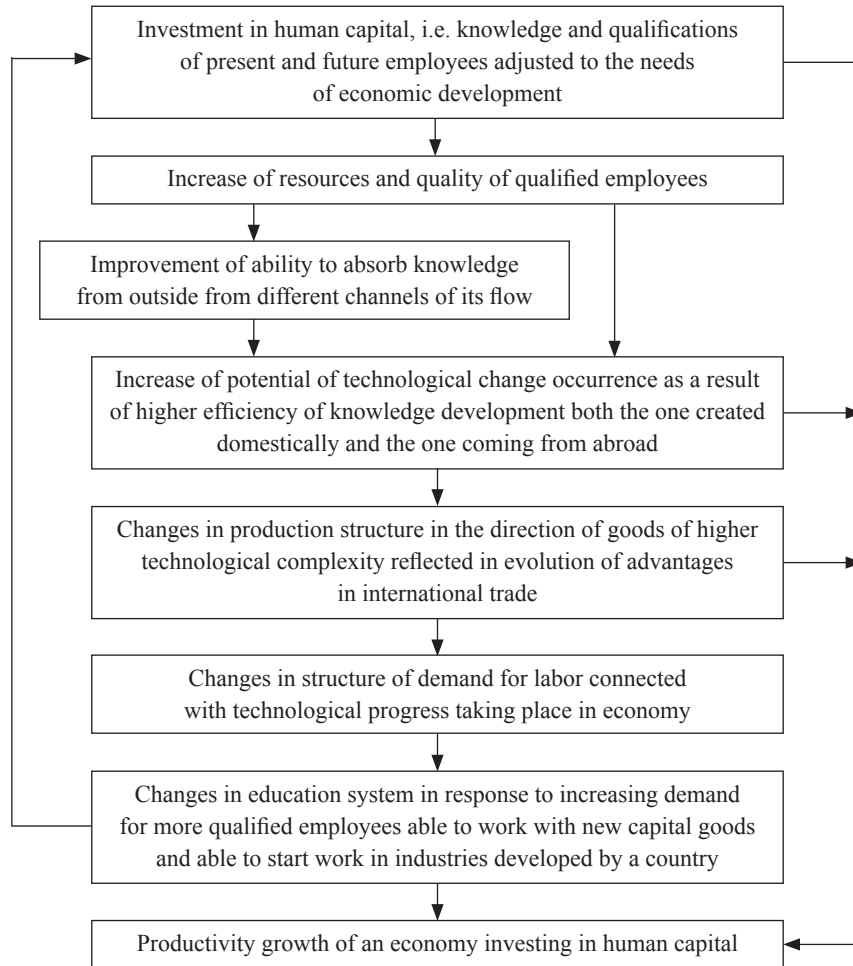 Investment in human capital, i.e. knowledge and qualifications
of present and future employees adjusted to the needs
of economic development
Increase of resources and quality of qualified employees
Improvement of ability to absorb knowledge
from outside from different channels of its flow
Increase of potential of technological change occurrence as a result
of higher efficiency of knowledge development both the one created
domestically and the one coming from abroad
Changes in production structure in the direction of goods of higher
technological complexity reflected in evolution of advantages
in international trade
Changes in structure of demand for labor connected
with technological progress taking place in economy
Changes in education system in response to increasing demand
for more qualified employees able to work with new capital goods
and able to start work in industries developed by a country
Productivity growth of an economy investing in human capital